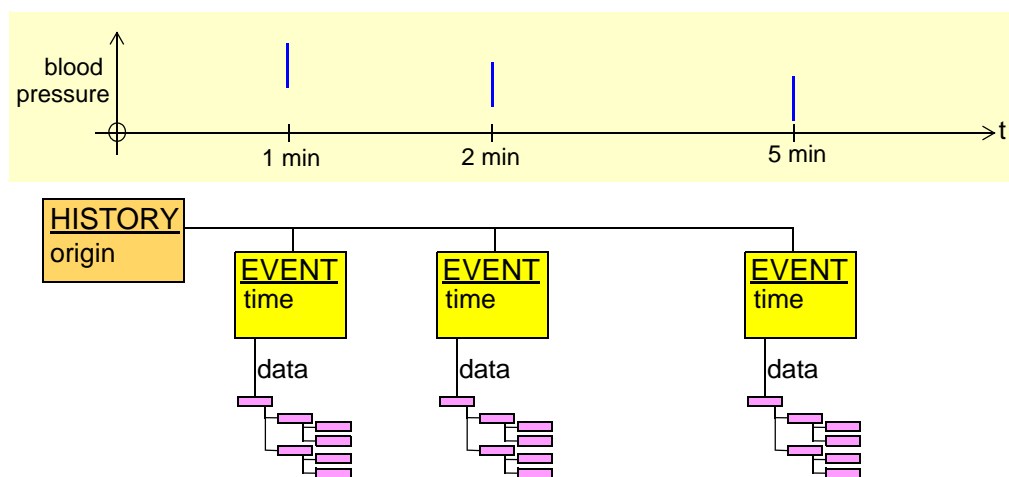 blood
pressure
t
1 min
2 min
5 min
HISTORY
origin
EVENT
time
EVENT
time
EVENT
time
data
data
data